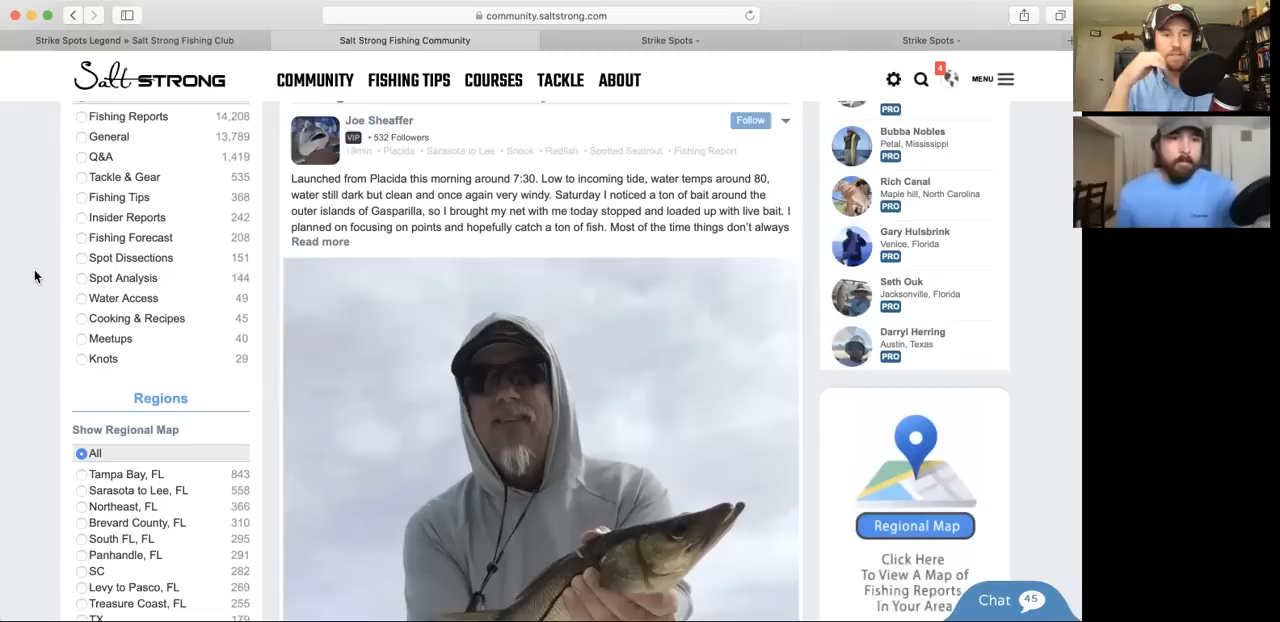 community.saltstrong.com
Strike Spots Legend » Salt Strong Fishing Club
Salt Strong Fishing Community
Strike Spots -
Strike Spots -
Salt STRONG
COMMUNITY
FISHING TIPS
COURSES
TACKLE
ABOUT
4
MENU
Fishing Reports 14,208
General 13,789
Q&A 1,419
Tackle & Gear 535
Fishing Tips 368
Insider Reports 242
Fishing Forecast 208
Spot Dissections 151
Spot Analysis 144
Water Access 49
Cooking & Recipes 45
Meetups 40
Knots 29
Regions
Show Regional Map
All
Tampa Bay, FL 843
Sarasota to Lee, FL 558
Northeast, FL 366
Brevard County, FL 310
South FL, FL 295
Panhandle, FL 291
SC 282
Levy to Pasco, FL 269
Treasure Coast, FL 255
TX 179
Joe Sheaffer
VIP • 532 Followers
Follow
• Placida • Sarasota to Lee • Snook • Redfish • Spotted Seatrout • Fishing Report
Launched from Placida this morning around 7:30. Low to incoming tide, water temps around 80,
water still dark but clean and once again very windy. Saturday I noticed a ton of bait around the
outer islands of Gasparilla, so I brought my net with me today stopped and loaded up with live bait. I
planned on focusing on points and hopefully catch a ton of fish. Most of the time things don't always
Read more
PRO
Bubba Nobles
Petal, Mississippi
PRO
Rich Canal
Maple hill, North Carolina
PRO
Gary Hulsbrink
Venice, Florida
PRO
Seth Ouk
Jacksonville, Florida
PRO
Darryl Herring
Austin, Texas
PRO
Regional Map
Click Here
To View A Map of
Fishing Reports
In Your Area
Chat 45